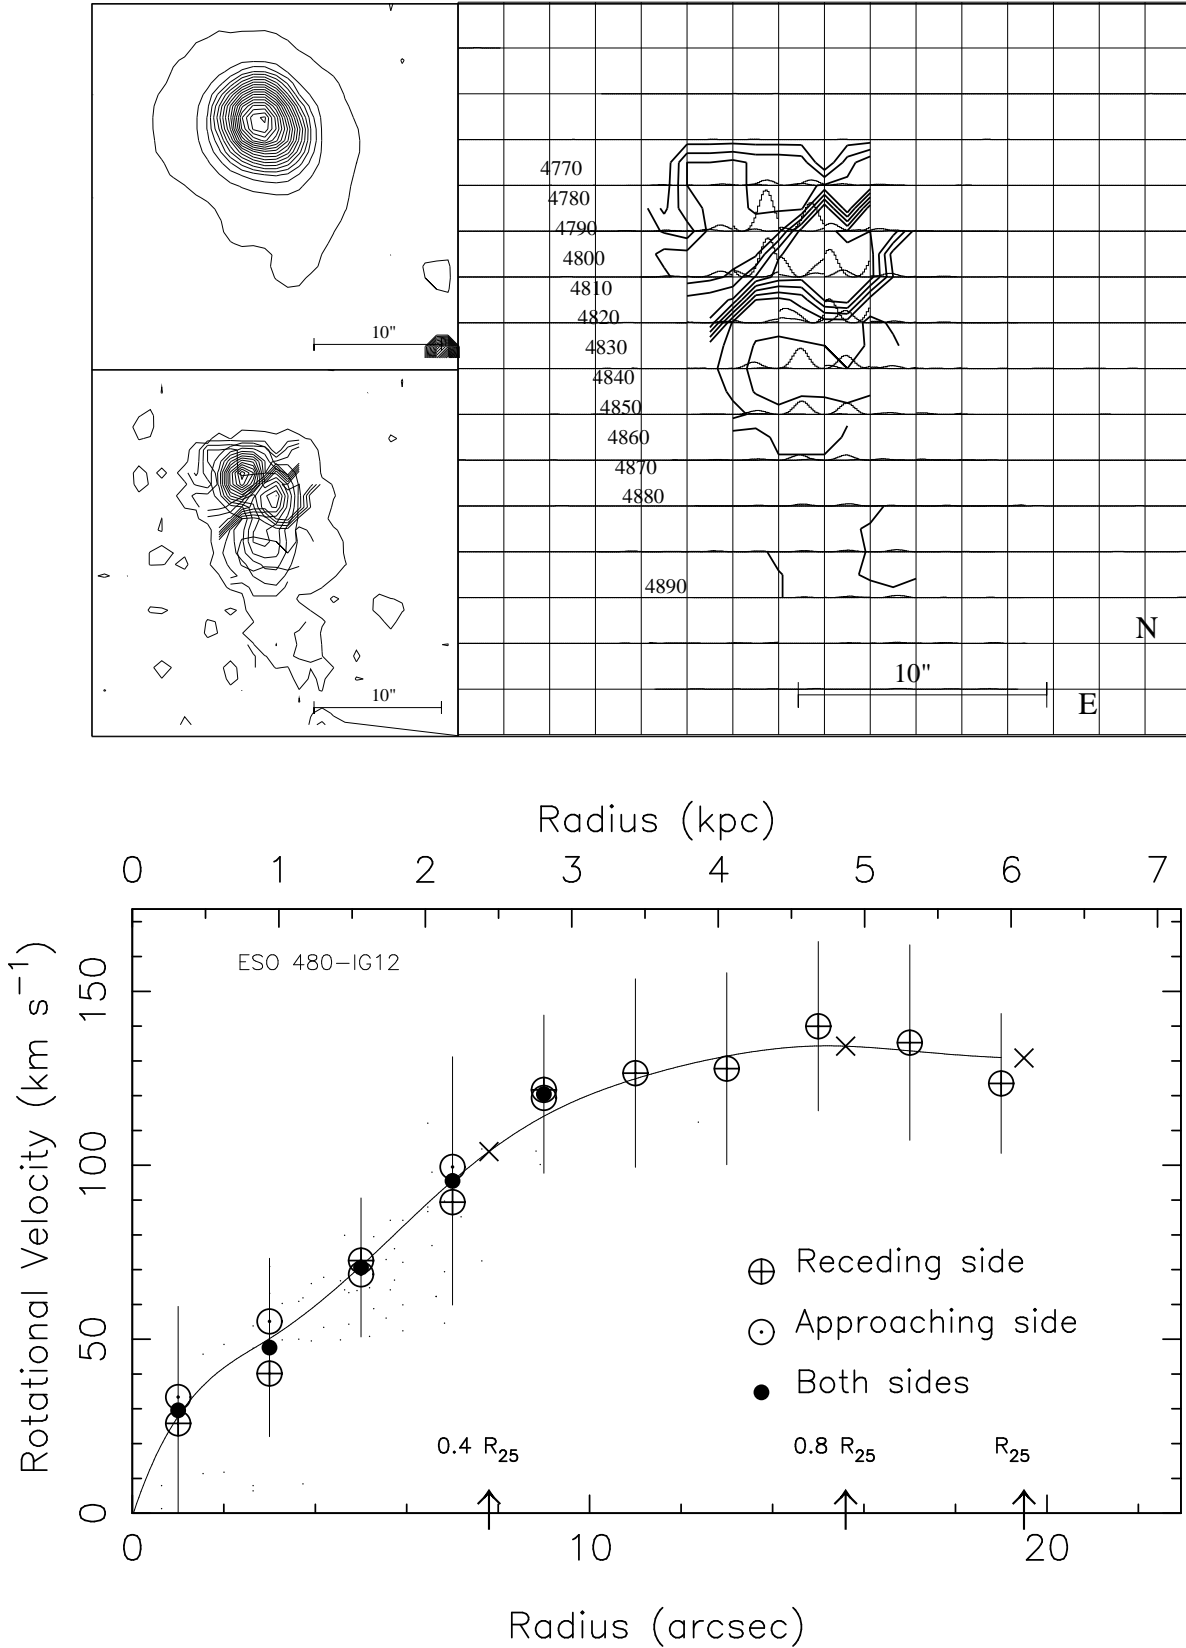 10"
10"
4770
4780
4790
4800
4810
4820
4830
4840
4850
4860
4870
4880
4890
N
10"
E
Radius (kpc)
0 1 2 3 4 5 6 7
ESO 480-IG12
Rotational Velocity (km s⁻¹)
150
100
50
0
Receding side
Approaching side
Both sides
0.4 R₂₅ 0.8 R₂₅ R₂₅
0 10 20
Radius (arcsec)